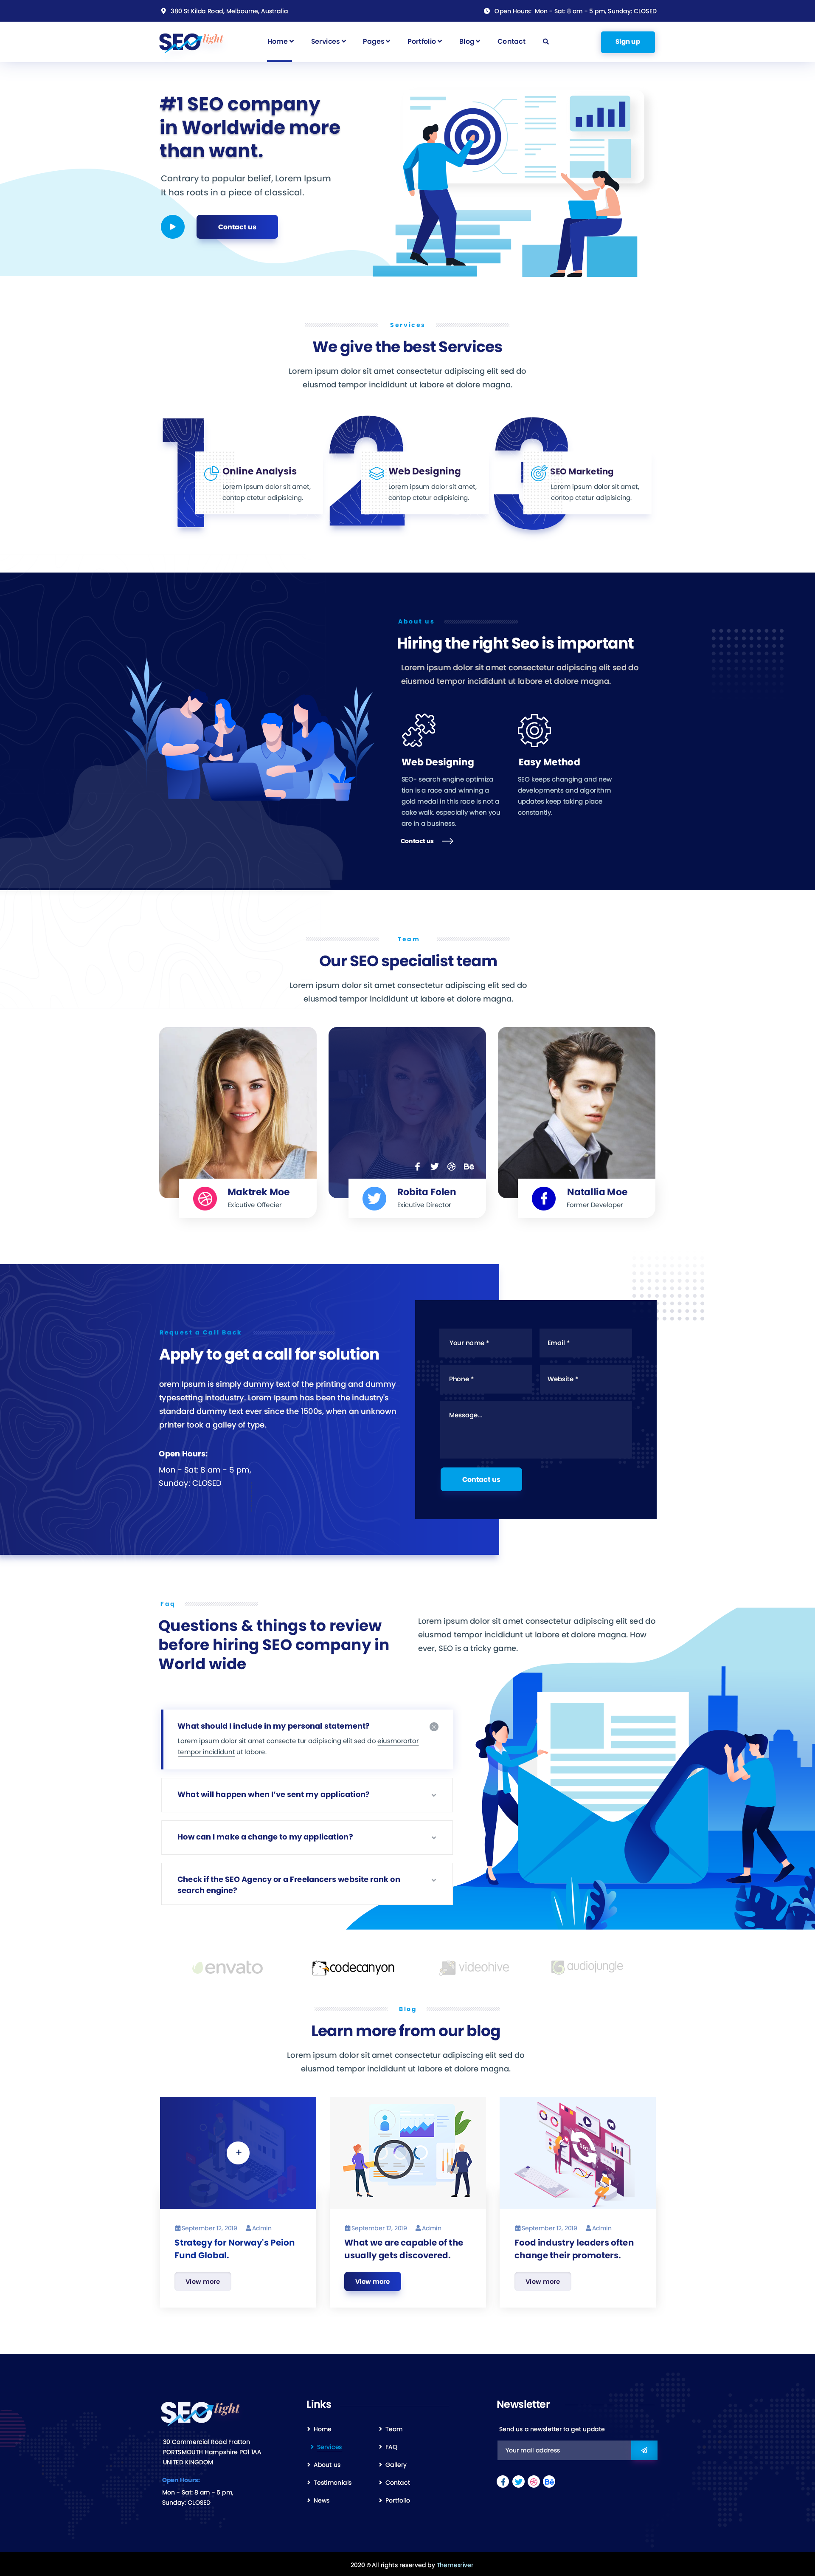 380 St Kilda Road, Melbourne, Australia
Open Hours: Mon - Sat: 8 am - 5 pm, Sunday: CLOSED
SEO light
Home
Services
Pages
Portfolio
Blog
Contact
Sign up
#1 SEO company
in Worldwide more
than want.
Contrary to popular belief, Lorem Ipsum
It has roots in a piece of classical.
Contact us
Services
We give the best Services
Lorem ipsum dolor sit amet consectetur adipiscing elit sed do
eiusmod tempor incididunt ut labore et dolore magna.
1
Online Analysis
Lorem ipsum dolor sit amet,
contop ctetur adipisicing.
2
Web Designing
Lorem ipsum dolor sit amet,
contop ctetur adipisicing.
3
SEO Marketing
Lorem ipsum dolor sit amet,
contop ctetur adipisicing.
About us
Hiring the right Seo is important
Lorem ipsum dolor sit amet consectetur adipiscing elit sed do
eiusmod tempor incididunt ut labore et dolore magna.
Web Designing
SEO- search engine optimiza
tion is a race and winning a
gold medal in this race is not a
cake walk. especially when you
are in a business.
Contact us
Easy Method
SEO keeps changing and new
developments and algorithm
updates keep taking place
constantly.
Team
Our SEO specialist team
Lorem ipsum dolor sit amet consectetur adipiscing elit sed do
eiusmod tempor incididunt ut labore et dolore magna.
Bē
Maktrek Moe
Exicutive Offecier
Robita Folen
Exicutive Director
Natallia Moe
Former Developer
Request a Call Back
Apply to get a call for solution
orem Ipsum is simply dummy text of the printing and dummy
typesetting intodustry. Lorem Ipsum has been the industry's
standard dummy text ever since the 1500s, when an unknown
printer took a galley of type.
Open Hours:
Mon - Sat: 8 am - 5 pm,
Sunday: CLOSED
Your name *
Email *
Phone *
Website *
Message...
Contact us
Faq
Questions & things to review
before hiring SEO company in
World wide
Lorem ipsum dolor sit amet consectetur adipiscing elit sed do
eiusmod tempor incididunt ut labore et dolore magna. How
ever, SEO is a tricky game.
What should I include in my personal statement?
Lorem ipsum dolor sit amet consecte tur adipiscing elit sed do eiusmorortor
tempor incididunt ut labore.
What will happen when I've sent my application?
How can I make a change to my application?
Check if the SEO Agency or a Freelancers website rank on
search engine?
envato
codecanyon
videohive
audiojungle
Blog
Learn more from our blog
Lorem ipsum dolor sit amet consectetur adipiscing elit sed do
eiusmod tempor incididunt ut labore et dolore magna.
September 12, 2019 Admin
Strategy for Norway's Peion
Fund Global.
View more
September 12, 2019 Admin
What we are capable of the
usually gets discovered.
View more
SEO
September 12, 2019 Admin
Food industry leaders often
change their promoters.
View more
SEO light
30 Commercial Road Fratton
PORTSMOUTH Hampshire PO1 1AA
UNITED KINGDOM
Open Hours:
Mon - Sat: 8 am - 5 pm,
Sunday: CLOSED
Links
Home
Services
About us
Testimonials
News
Team
FAQ
Gallery
Contact
Portfolio
Newsletter
Send us a newsletter to get update
Your mail address
Bē
2020 © All rights reserved by Themesriver